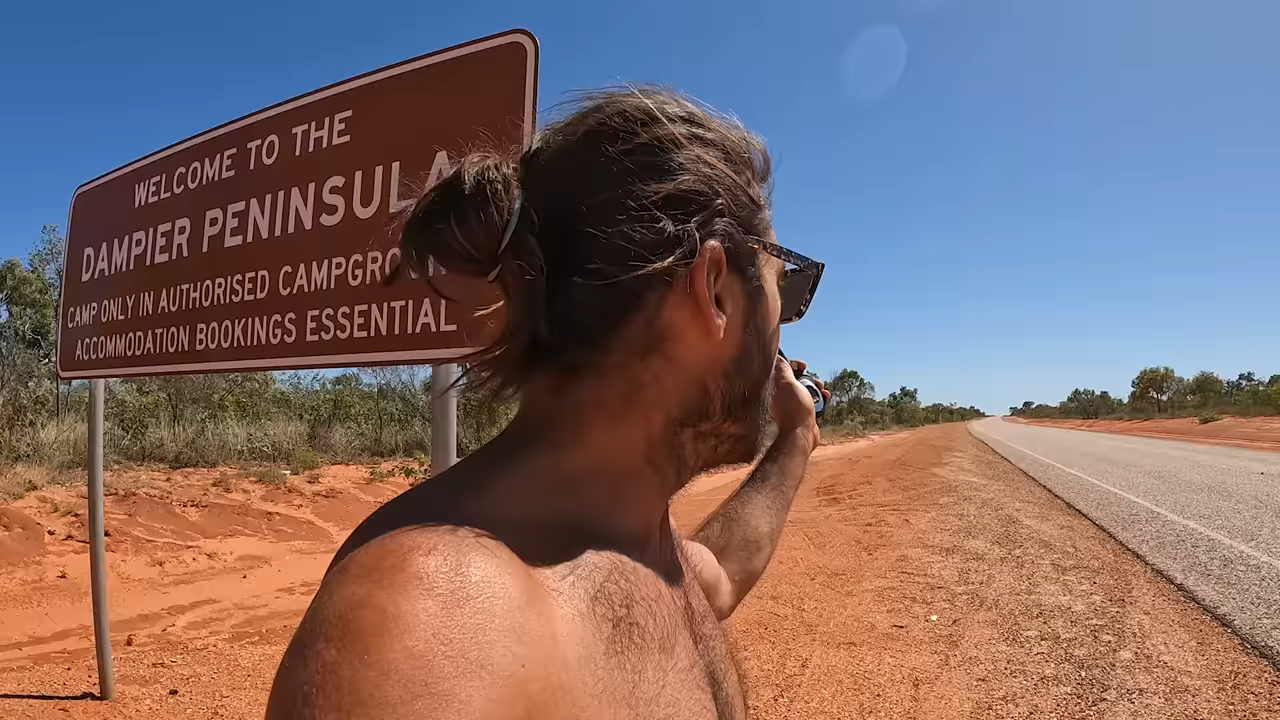 WELCOME TO THE
DAMPIER PENINSULA
CAMP ONLY IN AUTHORISED
ACCOMMODATION BOOKINGS ESSENTIAL